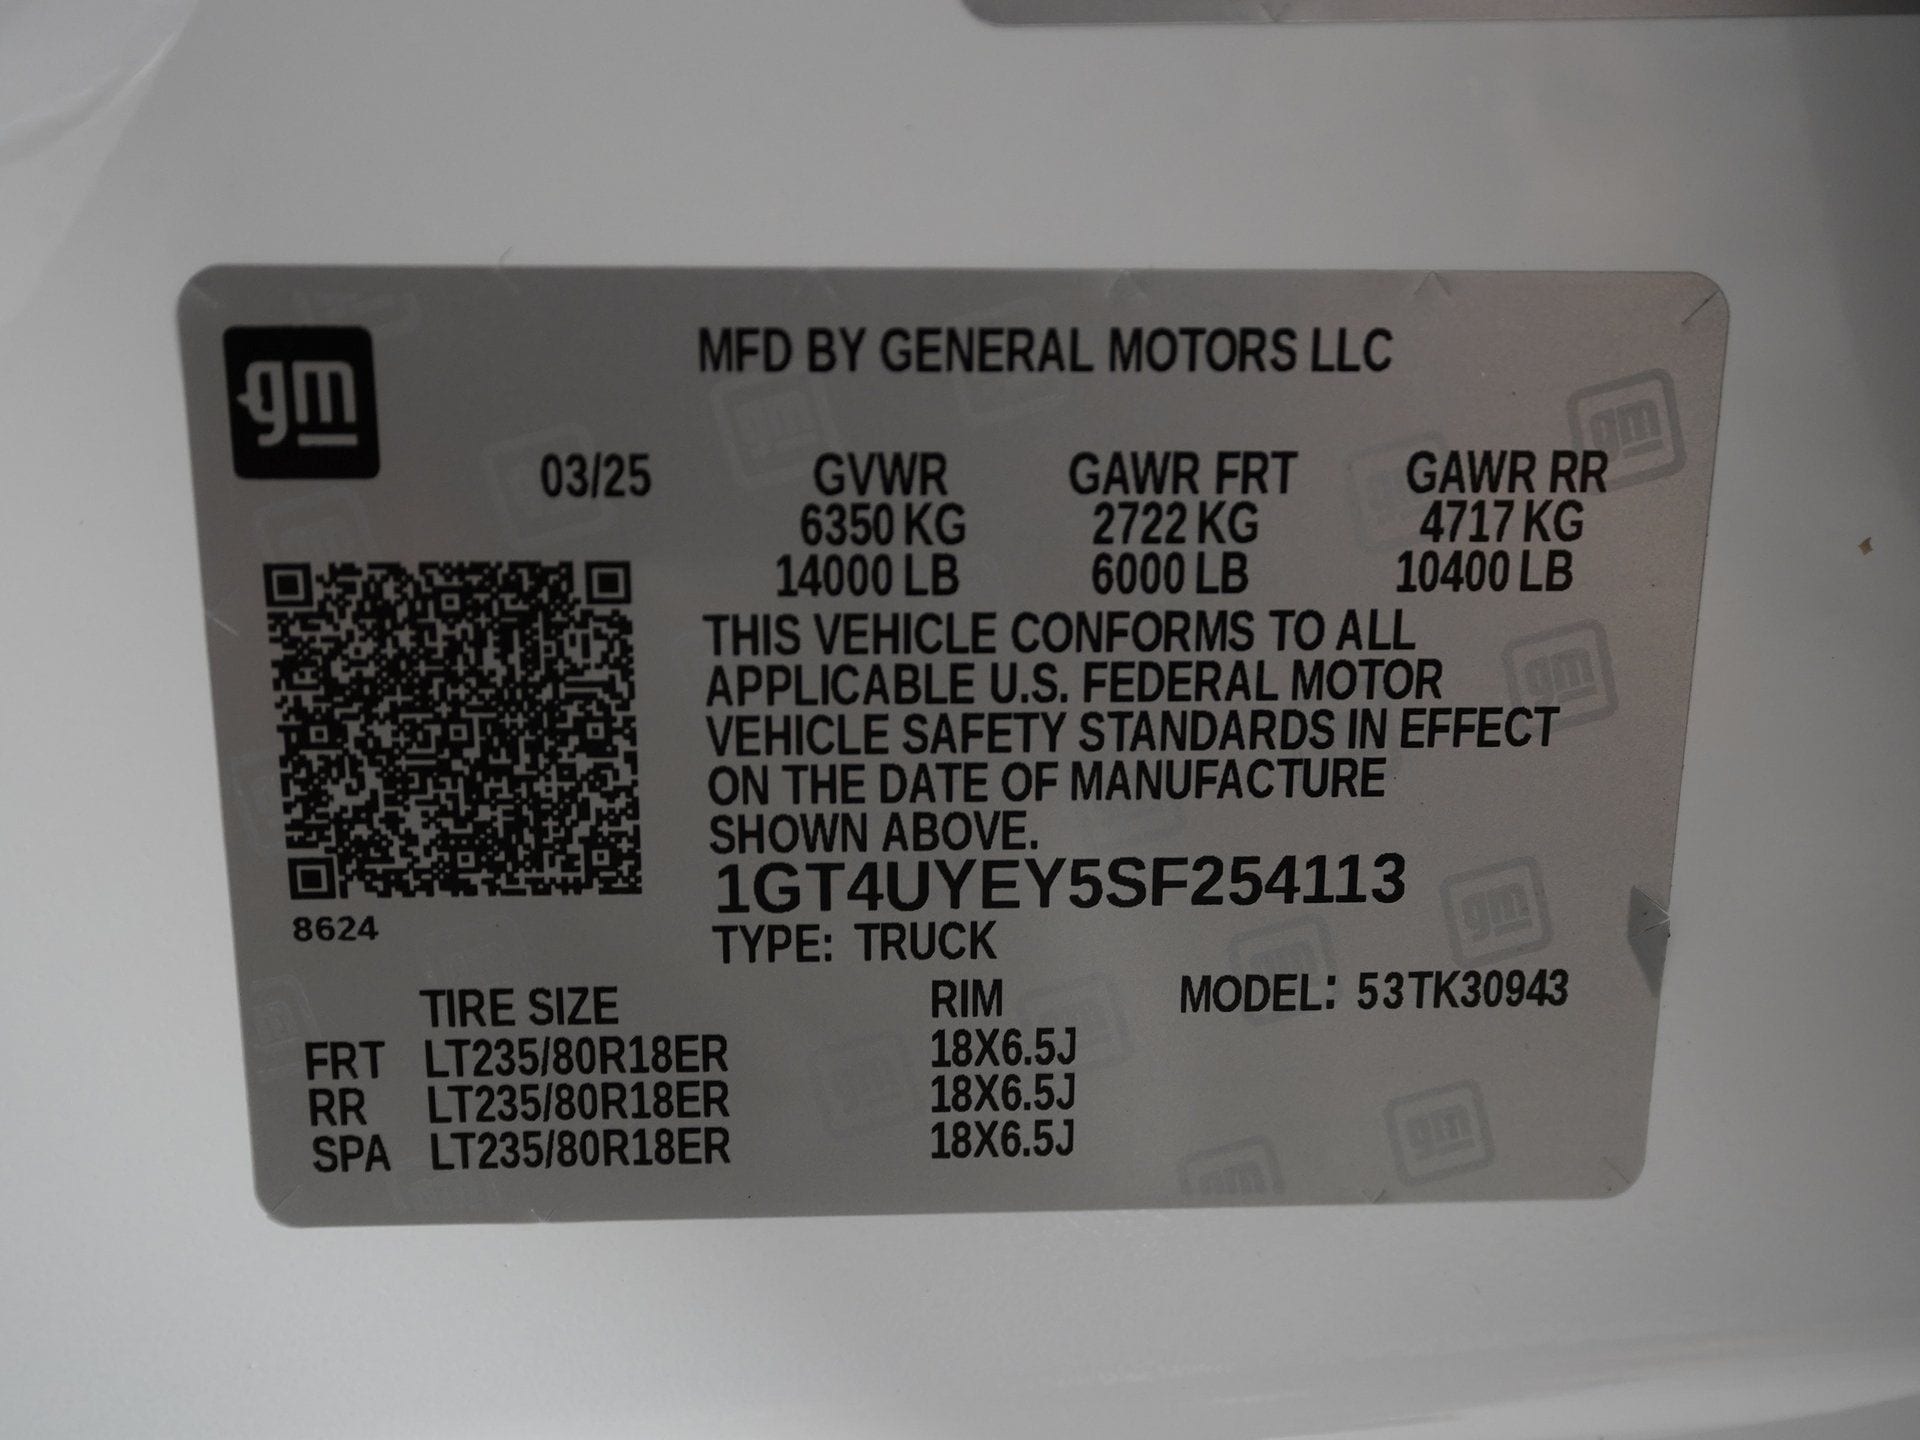 gm
MFD BY GENERAL MOTORS LLC
03/25 GVWR GAWR FRT GAWR RR
6350 KG 2722 KG 4717 KG
14000 LB 6000 LB 10400 LB
THIS VEHICLE CONFORMS TO ALL
APPLICABLE U.S. FEDERAL MOTOR
VEHICLE SAFETY STANDARDS IN EFFECT
ON THE DATE OF MANUFACTURE
SHOWN ABOVE.
1GT4UYEY5SF254113
8624
TYPE: TRUCK
TIRE SIZE RIM MODEL: 53TK30943
FRT LT235/80R18ER 18X6.5J
RR LT235/80R18ER 18X6.5J
SPA LT235/80R18ER 18X6.5J